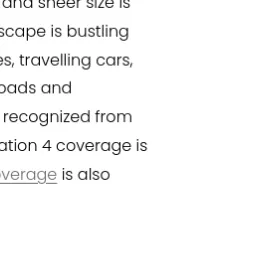 and sheer size is
scape is bustling
es, travelling cars,
oads and
recognized from
ation 4 coverage is
overage is also